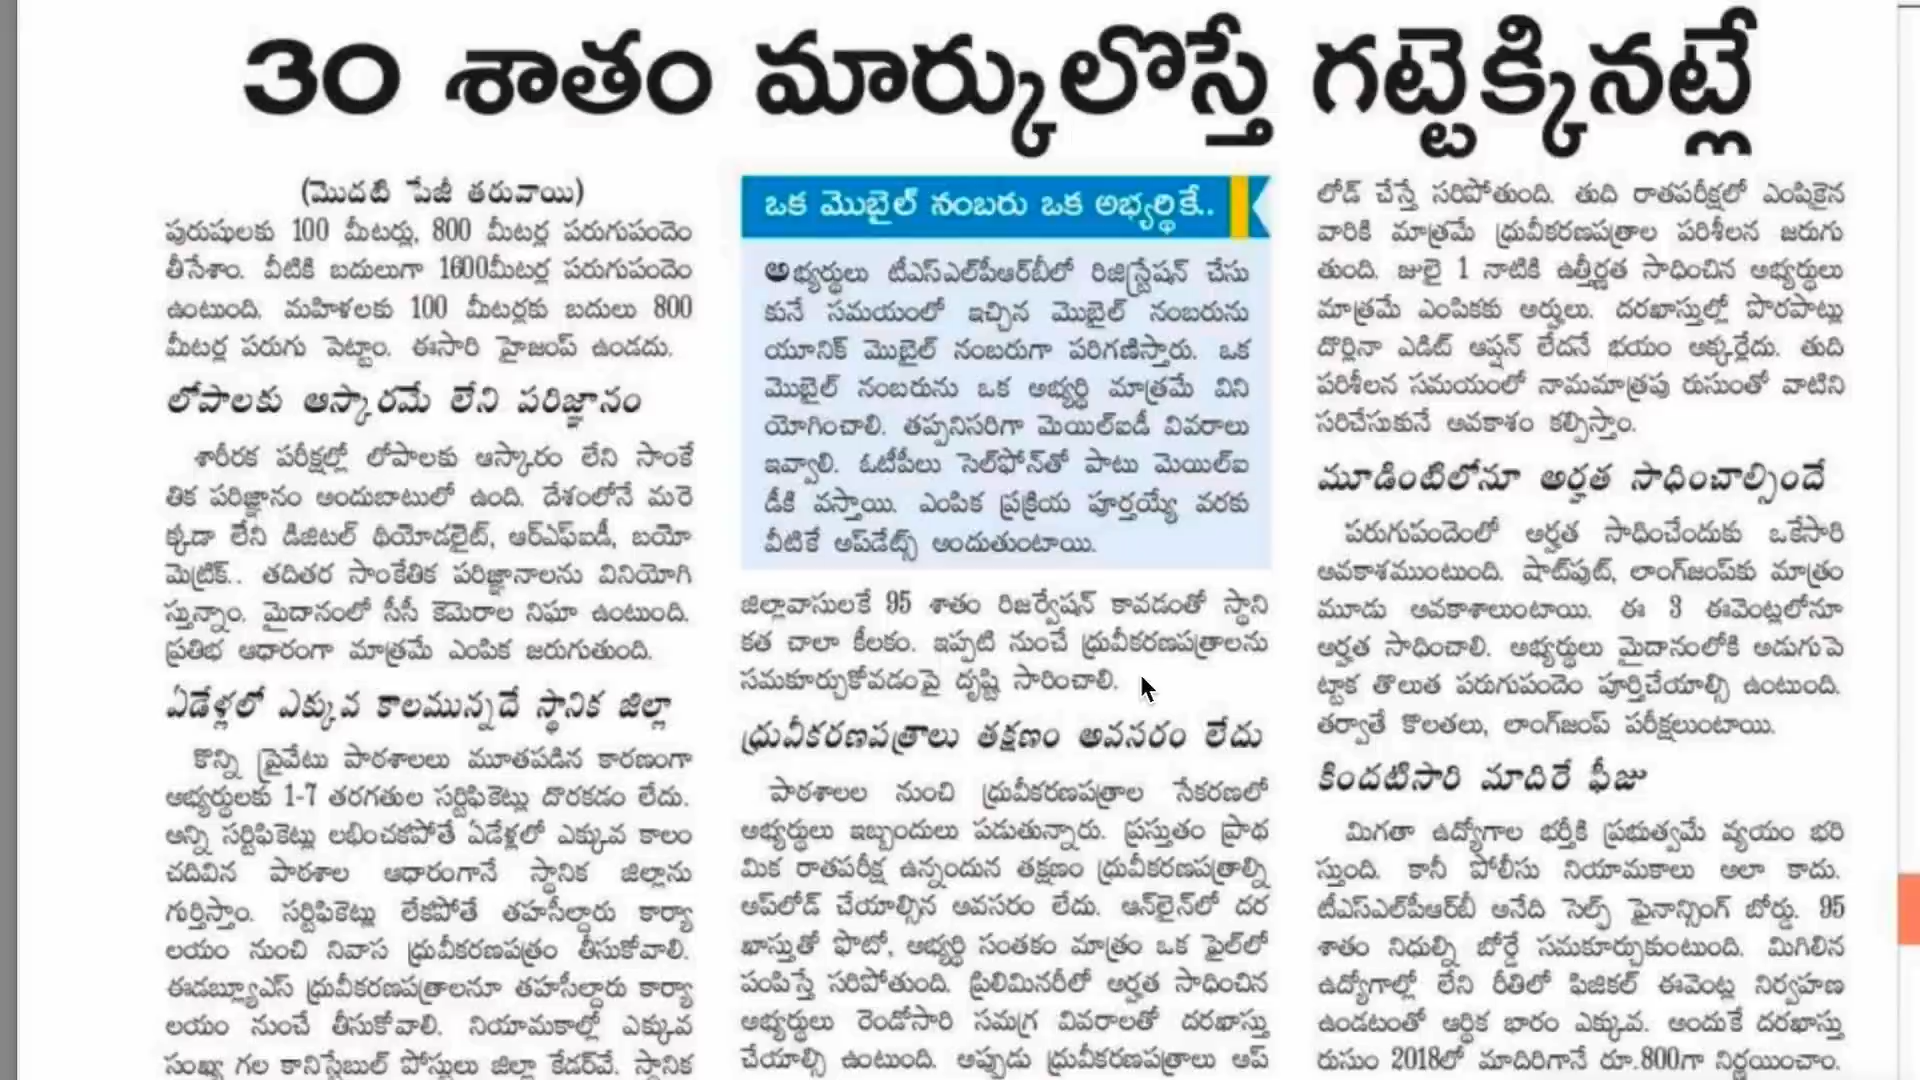 30 శాతం మార్కులొస్తే గట్టెక్కినట్లే
(మొదటి పేజీ తరువాయి)
పురుషులకు 100 మీటర్లు, 800 మీటర్ల పరుగుపందెం
తీసేశాం. వీటికి బదులుగా 1600మీటర్ల పరుగుపందెం
ఉంటుంది. మహిళలకు 100 మీటర్లకు బదులు 800
మీటర్ల పరుగు పెట్టాం. ఈసారి హైజంప్ ఉండదు.
లోపాలకు ఆస్కారమే లేని పరిజ్ఞానం
శారీరక పరీక్షల్లో లోపాలకు ఆస్కారం లేని సాంకే
తిక పరిజ్ఞానం అందుబాటులో ఉంది. దేశంలోనే మరె
క్కడా లేని డిజిటల్ థియోడలైట్, ఆర్ఎఫ్ఐడీ, బయో
మెట్రిక్.. తదితర సాంకేతిక పరిజ్ఞానాలను వినియోగి
స్తున్నాం. మైదానంలో సీసీ కెమెరాల నిఘా ఉంటుంది.
ప్రతిభ ఆధారంగా మాత్రమే ఎంపిక జరుగుతుంది.
ఏడేళ్లలో ఎక్కువ కాలమున్నదే స్థానిక జిల్లా
కొన్ని ప్రైవేటు పాఠశాలలు మూతపడిన కారణంగా
అభ్యర్థులకు 1-7 తరగతుల సర్టిఫికెట్లు దొరకడం లేదు.
అన్ని సర్టిఫికెట్లు లభించకపోతే ఏడేళ్లలో ఎక్కువ కాలం
చదివిన పాఠశాల ఆధారంగానే స్థానిక జిల్లాను
గుర్తిస్తాం. సర్టిఫికెట్లు లేకపోతే తహసీల్దారు కార్యా
లయం నుంచి నివాస ధ్రువీకరణపత్రం తీసుకోవాలి.
ఈడబ్ల్యూఎస్ ధ్రువీకరణపత్రాలనూ తహసీల్దారు కార్యా
లయం నుంచే తీసుకోవాలి. నియామకాల్లో ఎక్కువ
సంఖ్య గల కానిస్టేబుల్ పోస్టులు జిల్లా కేడర్‌వే. స్థానిక
ఒక మొబైల్ నంబరు ఒక అభ్యర్థికే..
అభ్యర్థులు టీఎస్ఎల్‌పీఆర్‌బీలో రిజిస్ట్రేషన్ చేసు
కునే సమయంలో ఇచ్చిన మొబైల్ నంబరును
యూనిక్ మొబైల్ నంబరుగా పరిగణిస్తారు. ఒక
మొబైల్ నంబరును ఒక అభ్యర్థి మాత్రమే విని
యోగించాలి. తప్పనిసరిగా మెయిల్ఐడీ వివరాలు
ఇవ్వాలి. ఓటీపీలు సెల్‌ఫోన్‌తో పాటు మెయిల్ఐ
డీకి వస్తాయి. ఎంపిక ప్రక్రియ పూర్తయ్యే వరకు
వీటికే అప్‌డేట్స్ అందుతుంటాయి.
జిల్లావాసులకే 95 శాతం రిజర్వేషన్ కావడంతో స్థాని
కత చాలా కీలకం. ఇప్పటి నుంచే ధ్రువీకరణపత్రాలను
సమకూర్చుకోవడంపై దృష్టి సారించాలి.
ధ్రువీకరణపత్రాలు తక్షణం అవసరం లేదు
పాఠశాలల నుంచి ధ్రువీకరణపత్రాల సేకరణలో
అభ్యర్థులు ఇబ్బందులు పడుతున్నారు. ప్రస్తుతం ప్రాథ
మిక రాతపరీక్ష ఉన్నందున తక్షణం ధ్రువీకరణపత్రాల్ని
అప్‌లోడ్ చేయాల్సిన అవసరం లేదు. ఆన్‌లైన్‌లో దర
ఖాస్తుతో ఫొటో, అభ్యర్థి సంతకం మాత్రం ఒక ఫైల్‌లో
పంపిస్తే సరిపోతుంది. ప్రిలిమినరీలో అర్హత సాధించిన
అభ్యర్థులు రెండోసారి సమగ్ర వివరాలతో దరఖాస్తు
చేయాల్సి ఉంటుంది. అప్పుడు ధ్రువీకరణపత్రాలు అప్
లోడ్ చేస్తే సరిపోతుంది. తుది రాతపరీక్షలో ఎంపికైన
వారికి మాత్రమే ధ్రువీకరణపత్రాల పరిశీలన జరుగు
తుంది. జులై 1 నాటికి ఉత్తీర్ణత సాధించిన అభ్యర్థులు
మాత్రమే ఎంపికకు అర్హులు. దరఖాస్తుల్లో పొరపాట్లు
దొర్లినా ఎడిట్ ఆప్షన్ లేదనే భయం అక్కర్లేదు. తుది
పరిశీలన సమయంలో నామమాత్రపు రుసుంతో వాటిని
సరిచేసుకునే అవకాశం కల్పిస్తాం.
మూడింటిలోనూ అర్హత సాధించాల్సిందే
పరుగుపందెంలో అర్హత సాధించేందుకు ఒకేసారి
అవకాశముంటుంది. షాట్‌పుట్, లాంగ్‌జంప్‌కు మాత్రం
మూడు అవకాశాలుంటాయి. ఈ 3 ఈవెంట్లలోనూ
అర్హత సాధించాలి. అభ్యర్థులు మైదానంలోకి అడుగుపె
ట్టాక తొలుత పరుగుపందెం పూర్తిచేయాల్సి ఉంటుంది.
తర్వాతే కొలతలు, లాంగ్‌జంప్ పరీక్షలుంటాయి.
కిందటిసారి మాదిరే ఫీజు
మిగతా ఉద్యోగాల భర్తీకి ప్రభుత్వమే వ్యయం భరి
స్తుంది. కానీ పోలీసు నియామకాలు అలా కాదు.
టీఎస్ఎల్‌పీఆర్‌బీ అనేది సెల్ఫ్ ఫైనాన్సింగ్ బోర్డు. 95
శాతం నిధుల్ని బోర్డే సమకూర్చుకుంటుంది. మిగిలిన
ఉద్యోగాల్లో లేని రీతిలో ఫిజికల్ ఈవెంట్ల నిర్వహణ
ఉండటంతో ఆర్థిక భారం ఎక్కువ. అందుకే దరఖాస్తు
రుసుం 2018లో మాదిరిగానే రూ.800గా నిర్ణయించాం.